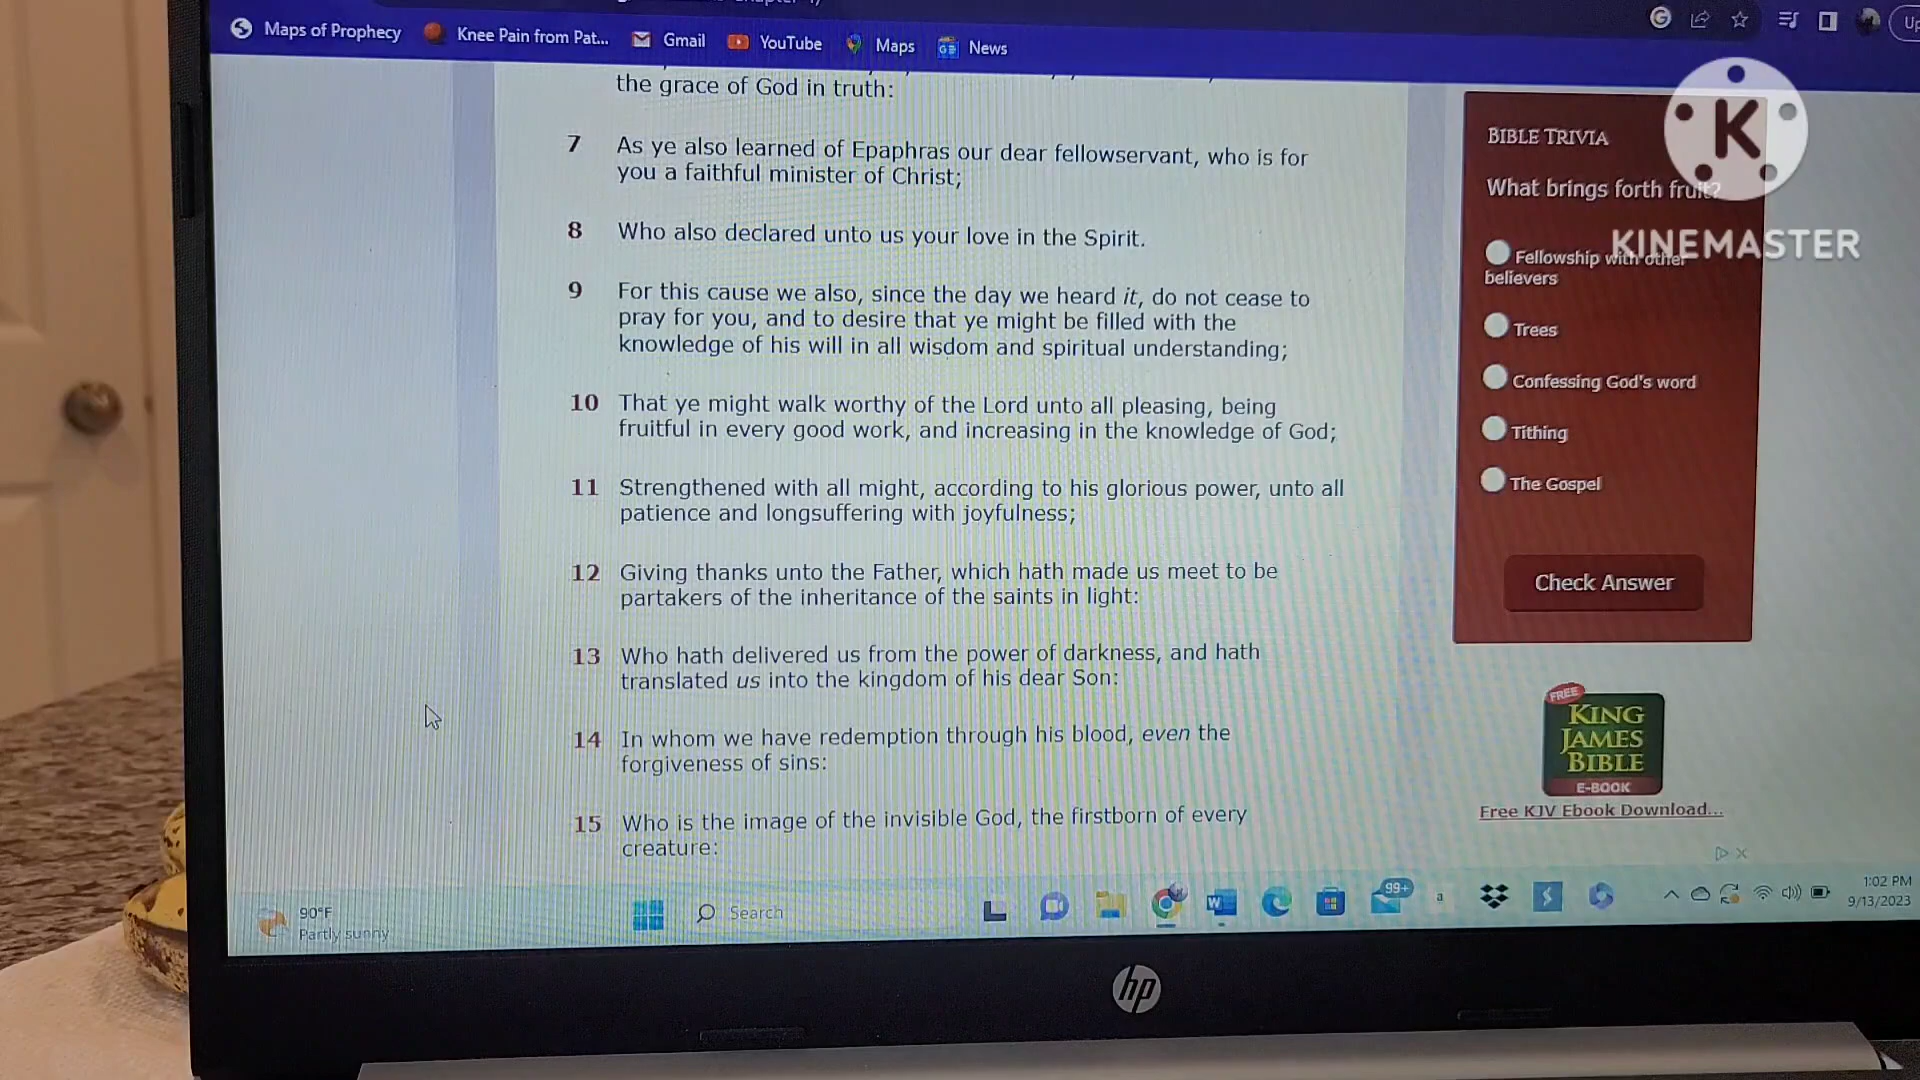 Maps of Prophecy
Knee Pain from Pat...
Gmail
YouTube
Maps
News
the grace of God in truth:
7 As ye also learned of Epaphras our dear fellowservant, who is for
you a faithful minister of Christ;
8 Who also declared unto us your love in the Spirit.
9 For this cause we also, since the day we heard it, do not cease to
pray for you, and to desire that ye might be filled with the
knowledge of his will in all wisdom and spiritual understanding;
10 That ye might walk worthy of the Lord unto all pleasing, being
fruitful in every good work, and increasing in the knowledge of God;
11 Strengthened with all might, according to his glorious power, unto all
patience and longsuffering with joyfulness;
12 Giving thanks unto the Father, which hath made us meet to be
partakers of the inheritance of the saints in light:
13 Who hath delivered us from the power of darkness, and hath
translated us into the kingdom of his dear Son:
14 In whom we have redemption through his blood, even the
forgiveness of sins:
15 Who is the image of the invisible God, the firstborn of every
creature:
BIBLE TRIVIA
What brings forth fruit?
Fellowship with other
believers
Trees
Confessing God's word
Tithing
The Gospel
Check Answer
K
KINEMASTER
FREE
KING
JAMES
BIBLE
E-BOOK
Free KJV Ebook Download...
90°F
Partly sunny
Search
99+
a
1:02 PM
9/13/2023
hp